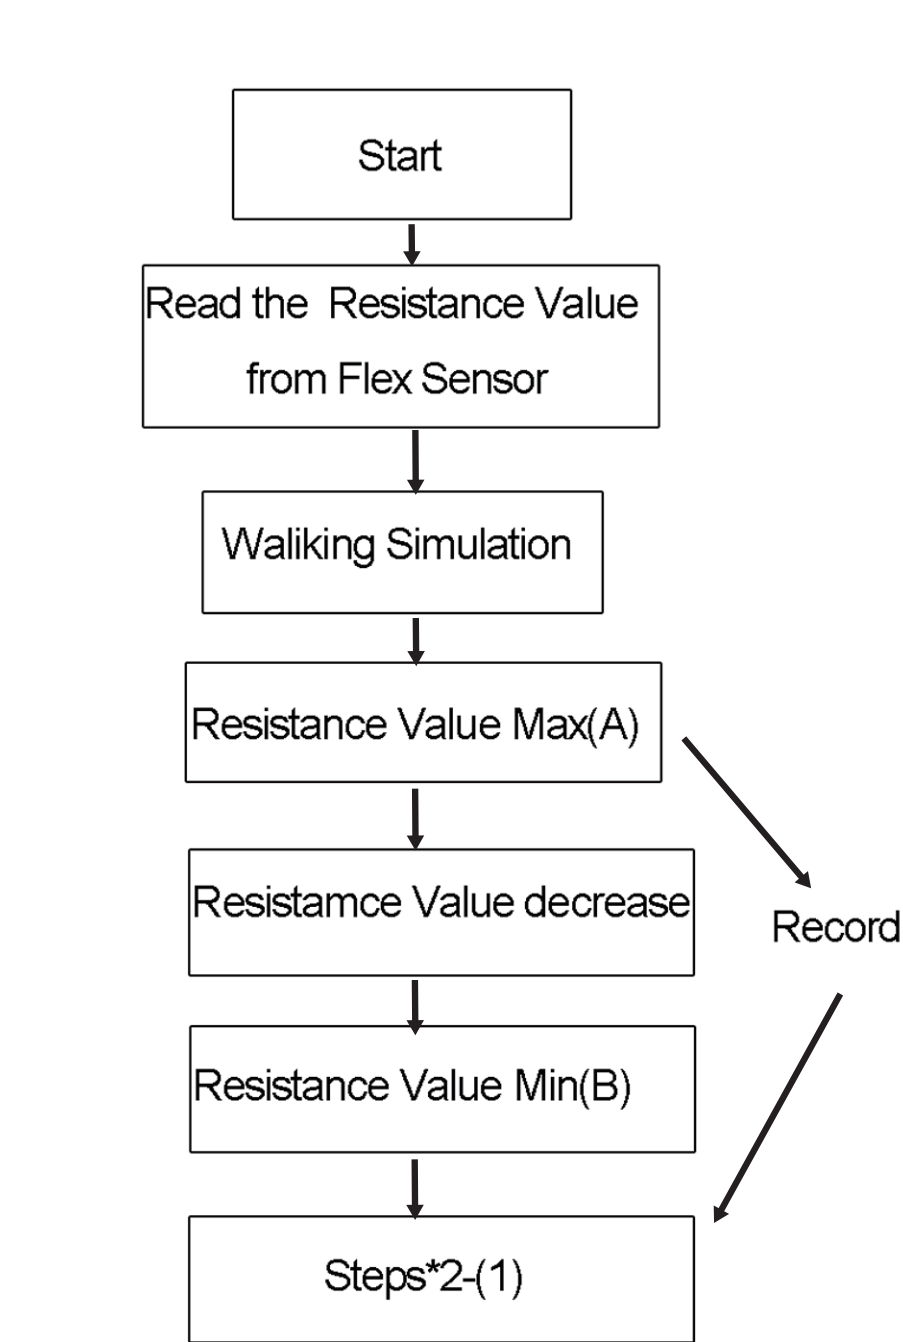 Start
Read the Resistance Value
from Flex Sensor
Waliking Simulation
Resistance Value Max(A)
Resistamce Value decrease
Record
Resistance Value Min(B)
Steps*2-(1)